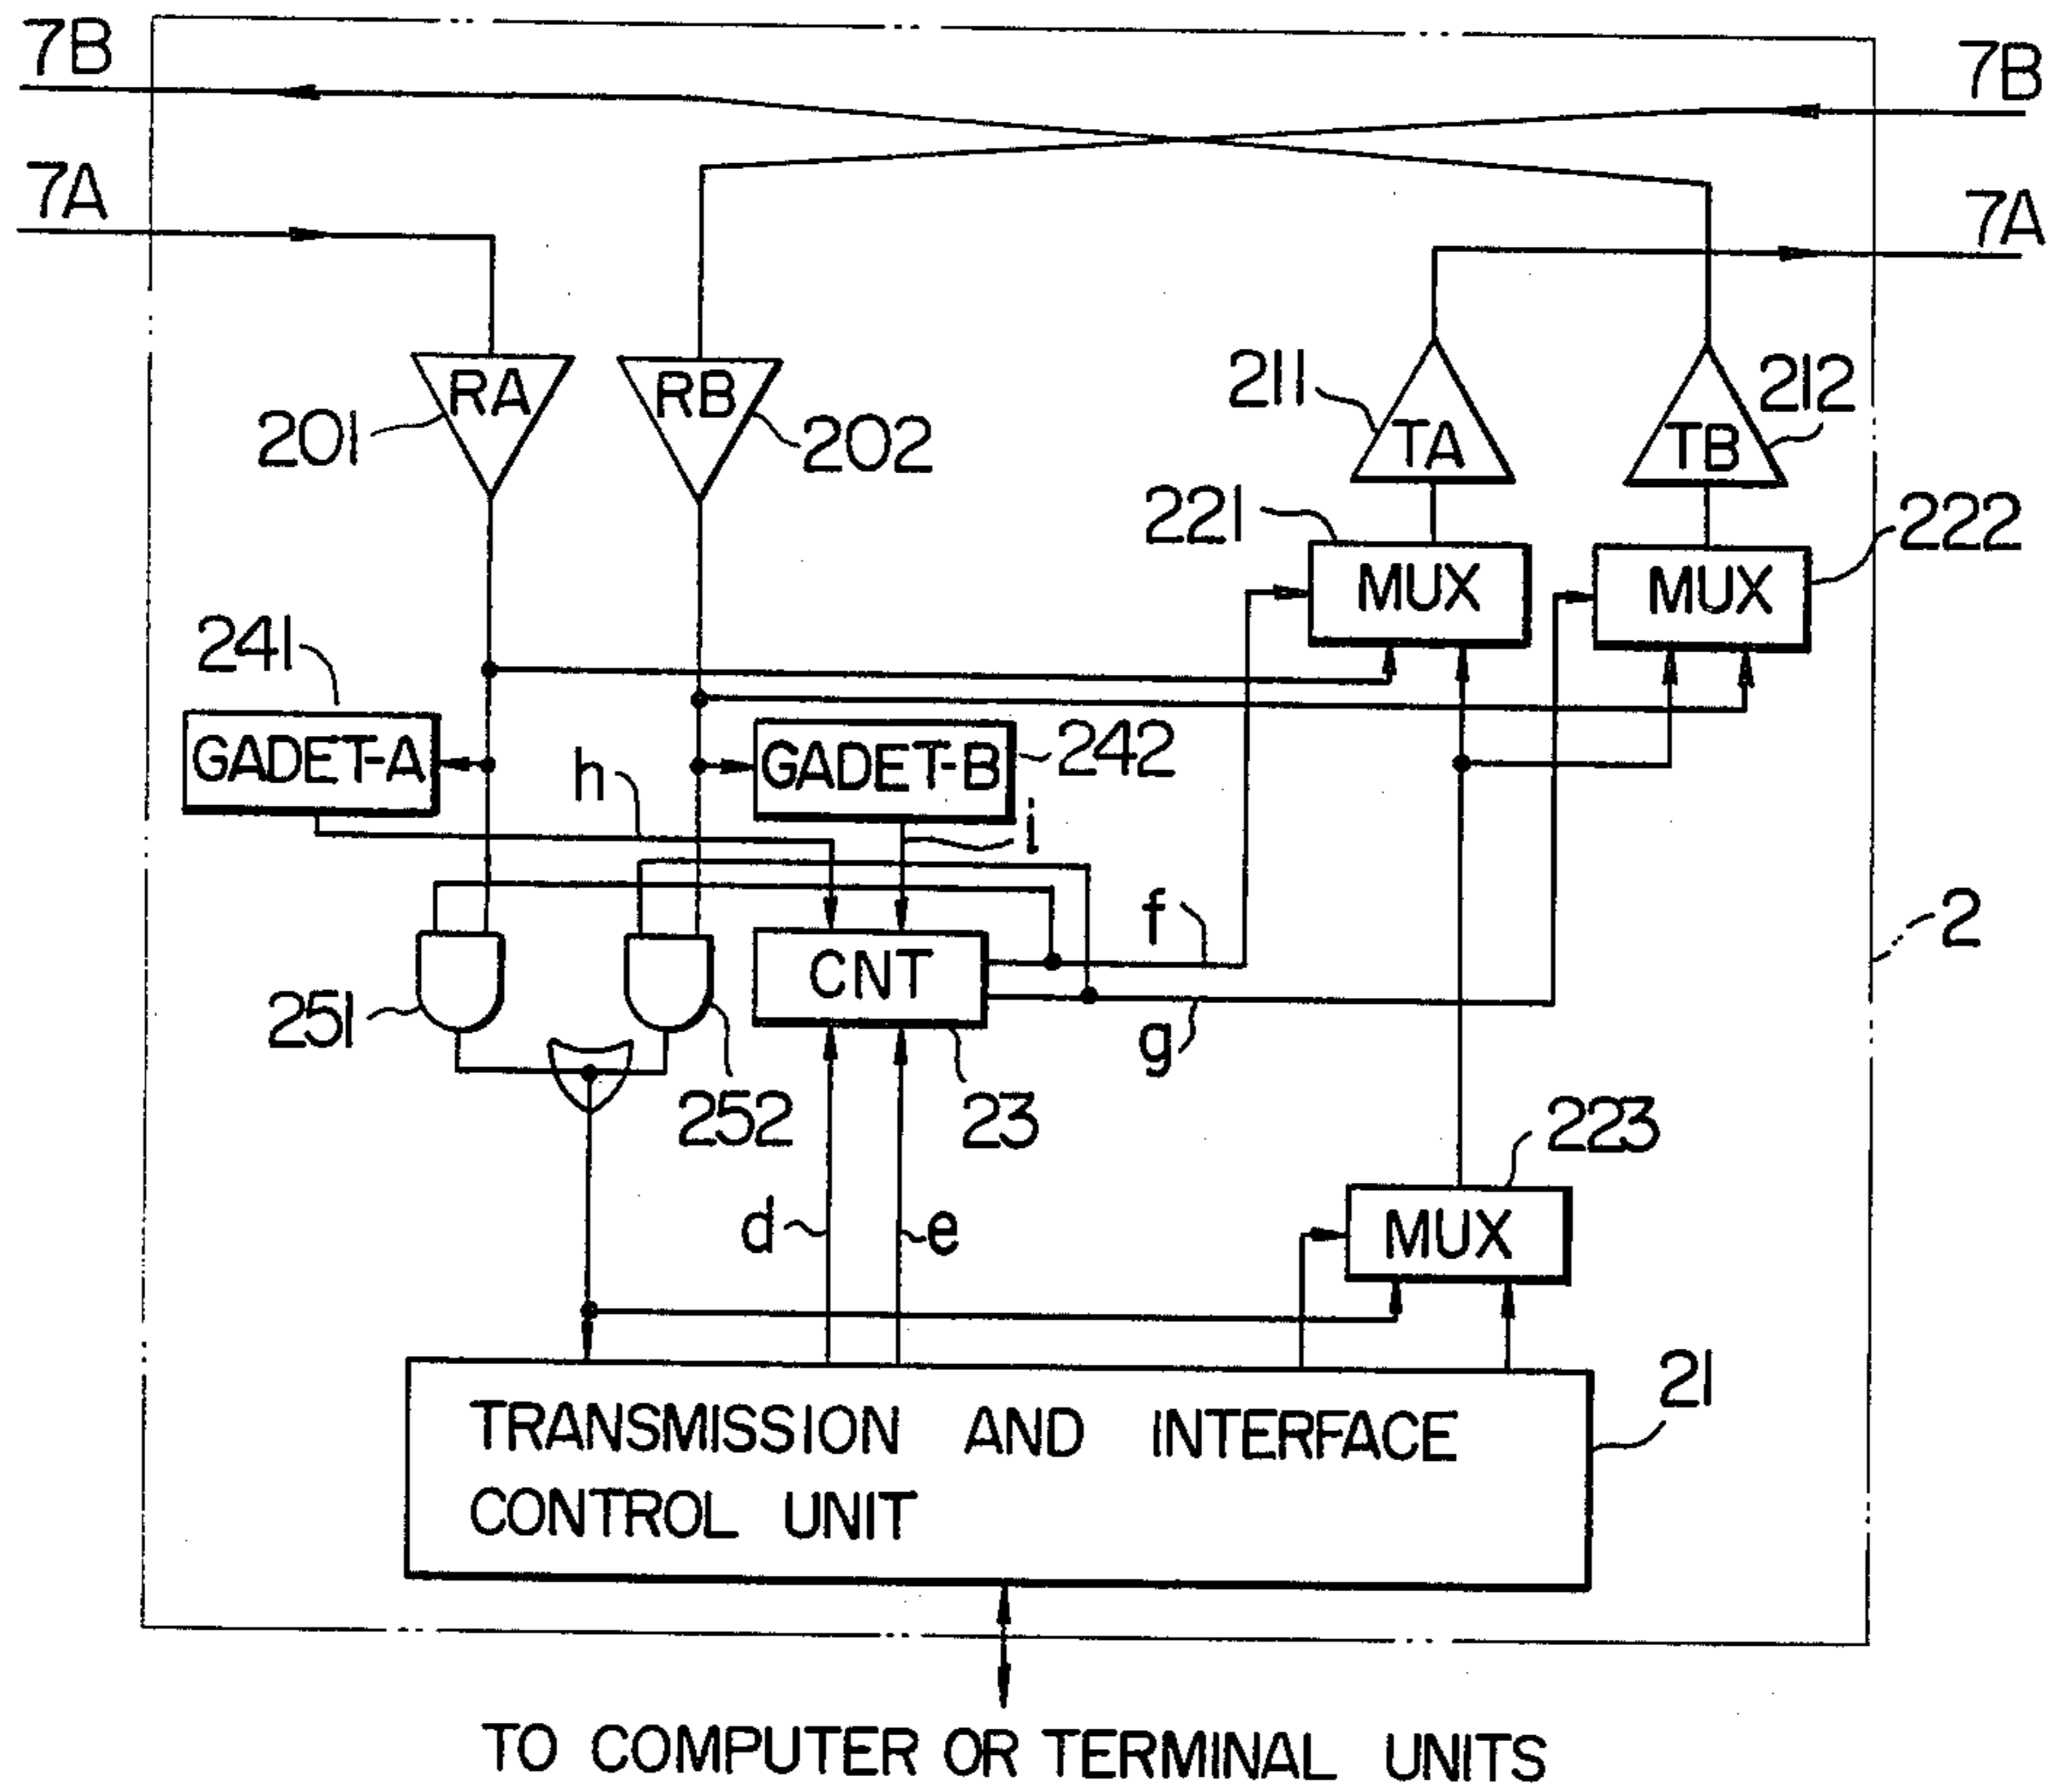 7B
7B
7A
7A
RA
RB
201
202
211
212
TA
TB
221
222
MUX
MUX
241
GADET-A
h
GADET-B
242
i
f
CNT
2
251
g
252
23
223
d
e
MUX
21
TRANSMISSION AND INTERFACE
CONTROL UNIT
TO COMPUTER OR TERMINAL UNITS